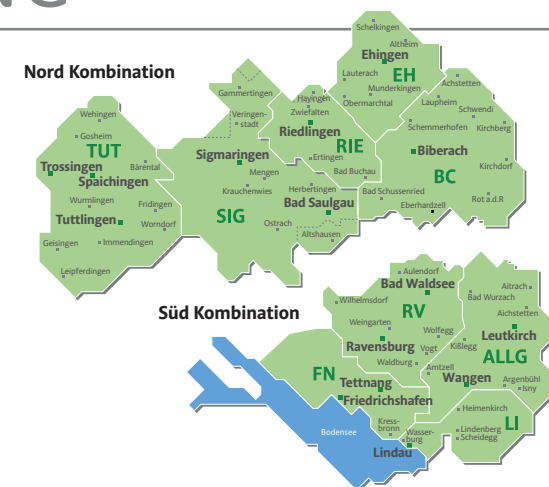 Nord Kombination
Schelkingen
Altheim
Ehingen
EH
Lauterach
Munderkingen
Obermarchtal
Achstetten
Laupheim
Schwendi
Schemmerhofen
Kirchberg
Biberach
BC
Kirchdorf
Rot a.d.R
Bad Schussenried
Eberhardzell
Gammertingen
Veringen-
stadt
Hayingen
Zwiefalten
Riedlingen
RIE
Ertingen
Bad Buchau
Sigmaringen
Mengen
Krauchenwies
Herbertingen
Bad Saulgau
SIG
Ostrach
Altshausen
Wehingen
Gosheim
TUT
Trossingen
Bärental
Spaichingen
Wurmlingen
Fridingen
Tuttlingen
Worndorf
Geisingen
Immendingen
Leipferdingen
Süd Kombination
Aulendorf
Bad Waldsee
Wilhelmsdorf
RV
Weingarten
Wolfegg
Ravensburg
Vogt
Waldburg
Aitrach
Bad Wurzach
Aichstetten
Leutkirch
Kißlegg
ALLG
Amtzell
Wangen
Argenbühl
Isny
FN
Tettnang
Friedrichshafen
Kress-
bronn
Wasser-
burg
Bodensee
Lindau
Heimenkirch
LI
Lindenberg
Scheidegg